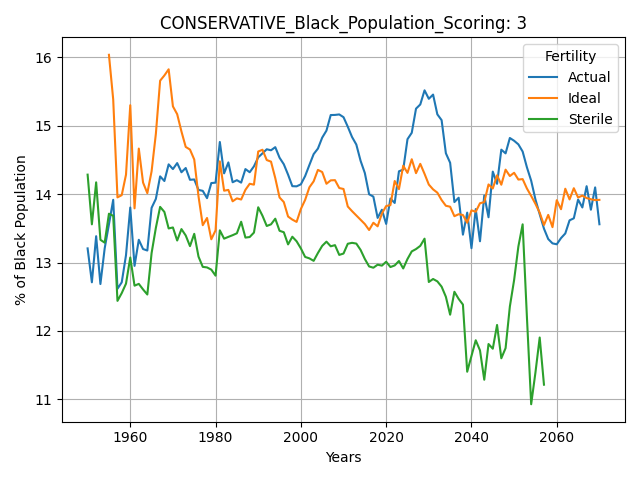 CONSERVATIVE_Black_Population_Scoring: 3
% of Black Population
16
15
14
13
12
11
Fertility
Actual
Ideal
Sterile
1960
1980
2000
2020
2040
2060
Years